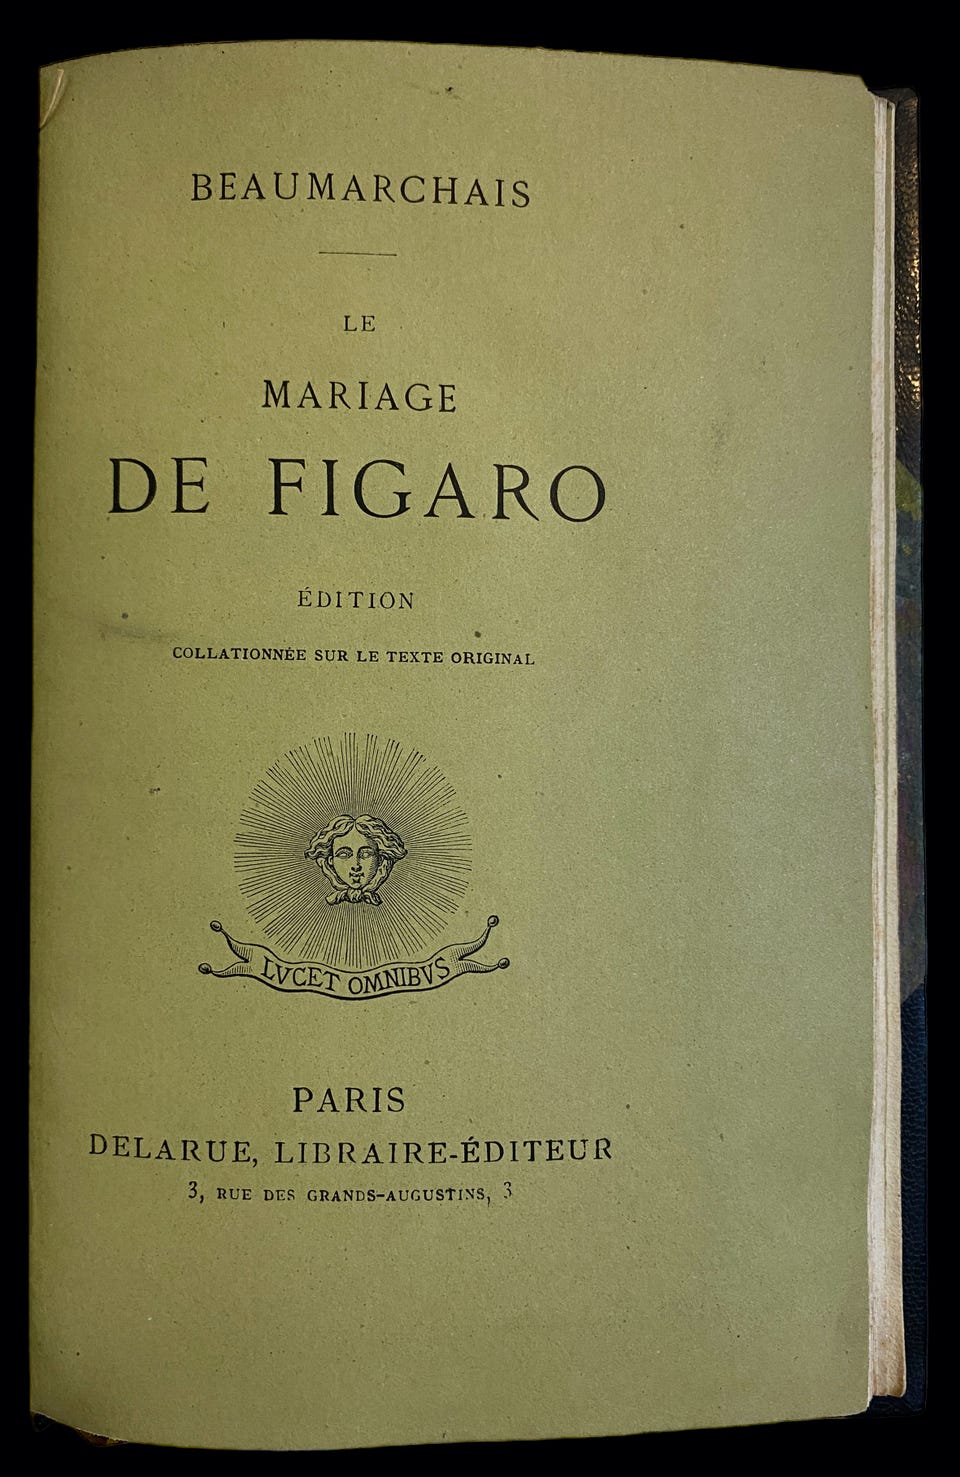 BEAUMARCHAIS
LE
MARIAGE
DE FIGARO
ÉDITION
COLLATIONNÉE SUR LE TEXTE ORIGINAL
LVCET OMNIBVS
PARIS
DELARUE, LIBRAIRE-ÉDITEUR
3, RUE DES GRANDS-AUGUSTINS, 3